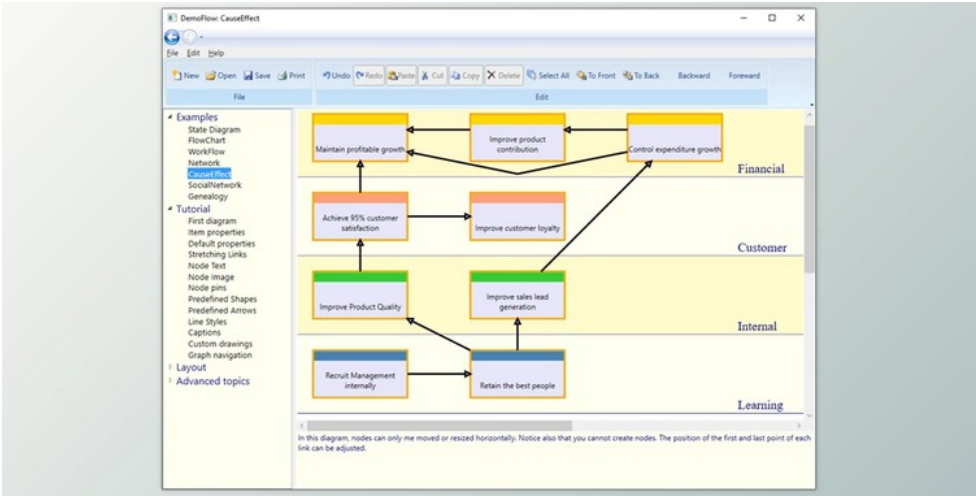 DemoFlow: CauseEffect
File Edit Help
New Open Save Print Undo Redo Paste Cut Copy Delete Select All To Front To Back Backward Foreward
File Edit
Examples
State Diagram
FlowChart
WorkFlow
Network
CauseEffect
SocialNetwork
Genealogy
Tutorial
First diagram
Item properties
Default properties
Stretching Links
Node Text
Node Image
Node pins
Predefined Shapes
Predefined Arrows
Line Styles
Captions
Custom drawings
Graph navigation
Layout
Advanced topics
Maintain profitable growth
Improve product
contribution
Control expenditure growth
Financial
Achieve 95% customer
satisfaction
Improve customer loyalty
Customer
Improve Product Quality
Improve sales lead
generation
Internal
Recruit Management
internally
Retain the best people
Learning
In this diagram, nodes can only me moved or resized horizontally. Notice also that you cannot create nodes. The position of the first and last point of each
link can be adjusted.